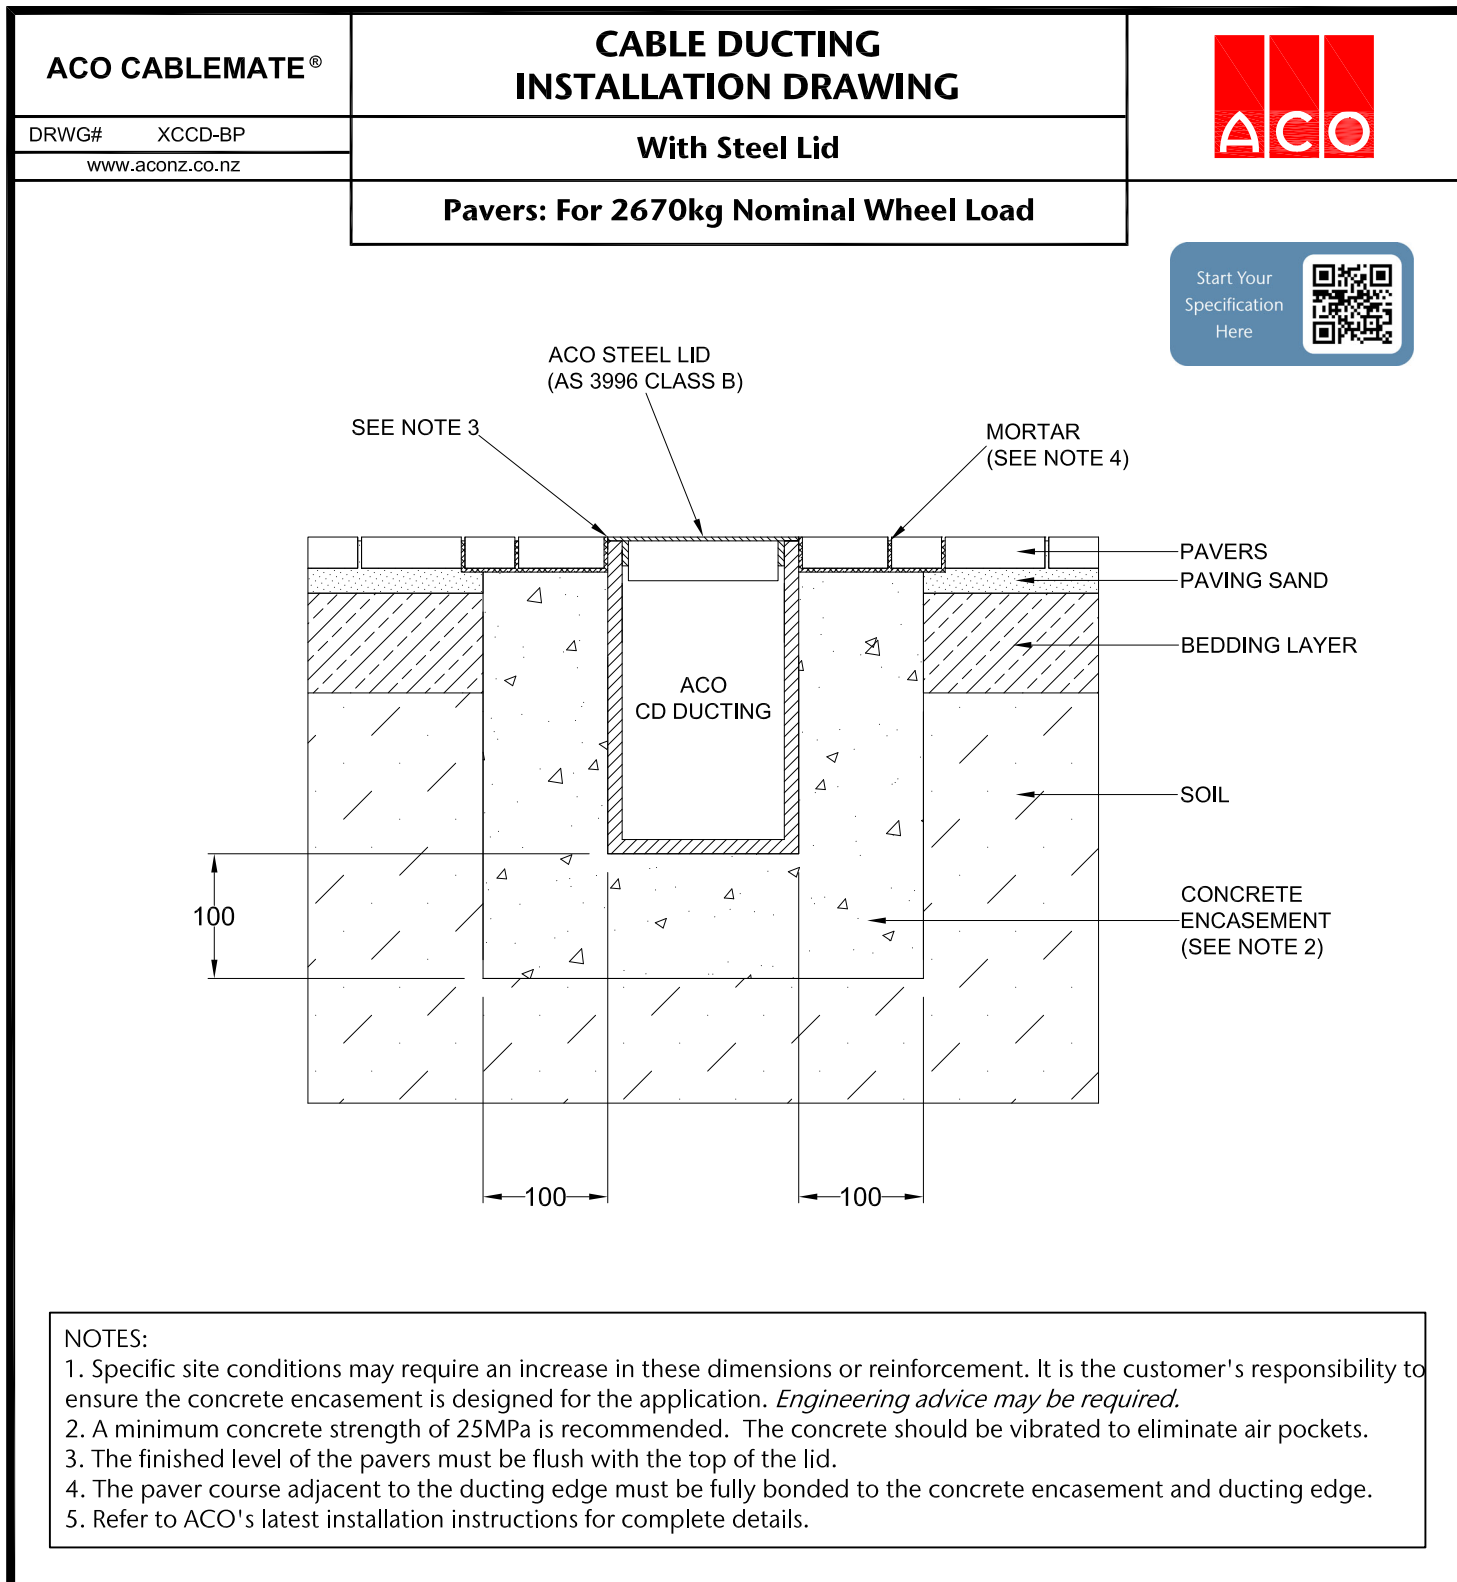 ACO CABLEMATE®
DRWG# XCCD-BP
www.aconz.co.nz
CABLE DUCTING
INSTALLATION DRAWING
With Steel Lid
Pavers: For 2670kg Nominal Wheel Load
ACO
Start Your
Specification
Here
ACO STEEL LID
(AS 3996 CLASS B)
SEE NOTE 3
MORTAR
(SEE NOTE 4)
PAVERS
PAVING SAND
BEDDING LAYER
ACO
CD DUCTING
SOIL
CONCRETE
ENCASEMENT
(SEE NOTE 2)
100
100
100
NOTES:
1. Specific site conditions may require an increase in these dimensions or reinforcement. It is the customer's responsibility to
ensure the concrete encasement is designed for the application. Engineering advice may be required.
2. A minimum concrete strength of 25MPa is recommended.  The concrete should be vibrated to eliminate air pockets.
3. The finished level of the pavers must be flush with the top of the lid.
4. The paver course adjacent to the ducting edge must be fully bonded to the concrete encasement and ducting edge.
5. Refer to ACO's latest installation instructions for complete details.